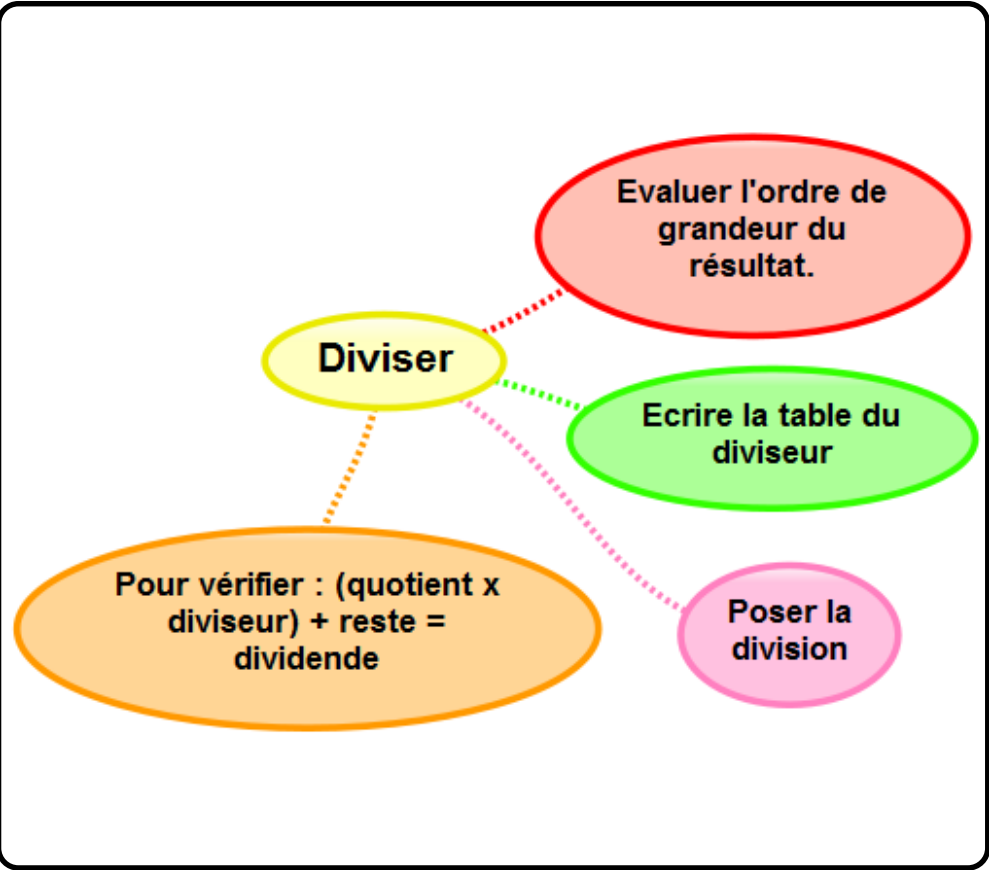 Evaluer l'ordre de
grandeur du
résultat.
Diviser
Ecrire la table du
diviseur
Poser la
division
Pour vérifier : (quotient x
diviseur) + reste =
dividende